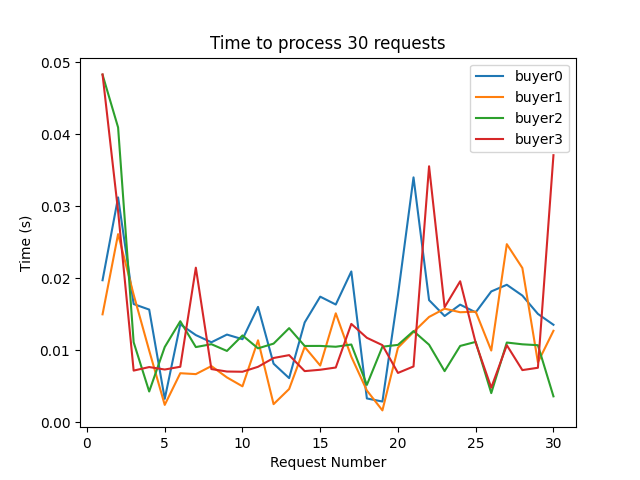 Time to process 30 requests
buyer0
buyer1
buyer2
buyer3
0.05
0.04
0.03
0.02
0.01
0.00
Time (s)
0 5 10 15 20 25 30
Request Number